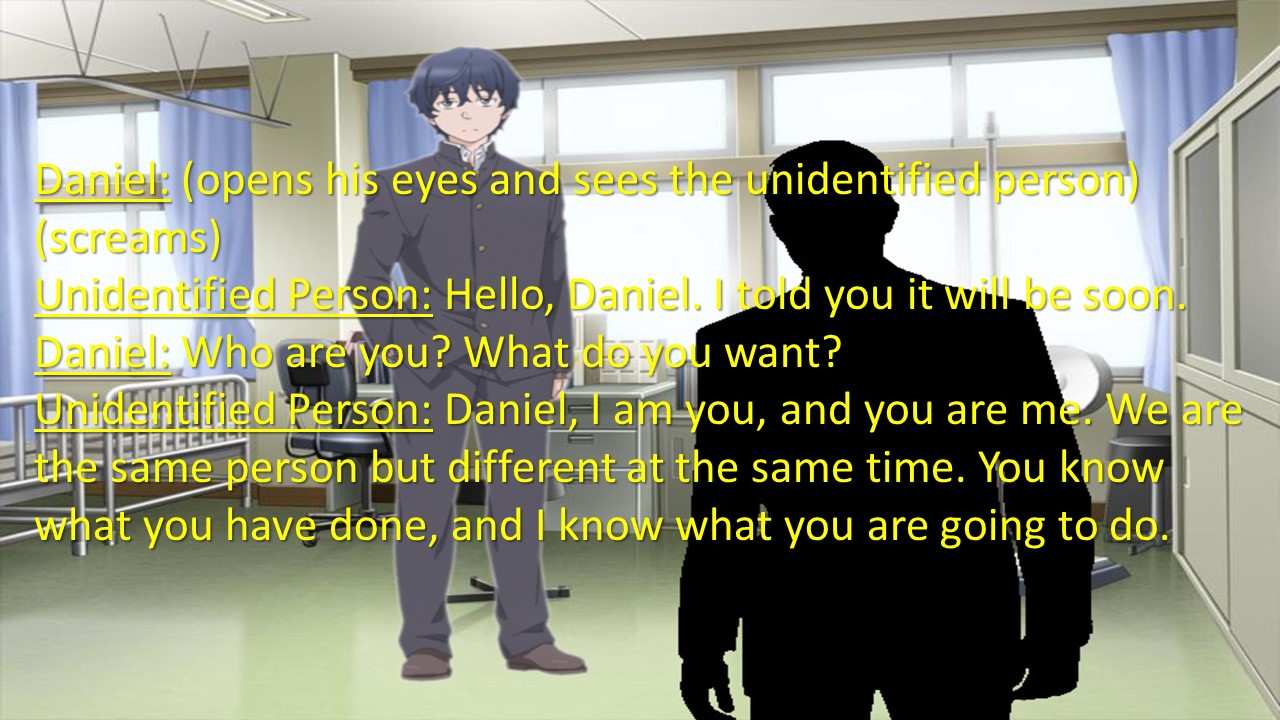 Daniel: (opens his eyes and sees the unidentified person)
(screams)
Unidentified Person: Hello, Daniel. I told you it will be soon.
Daniel: Who are you? What do you want?
Unidentified Person: Daniel, I am you, and you are me. We are
the same person but different at the same time. You know
what you have done, and I know what you are going to do.